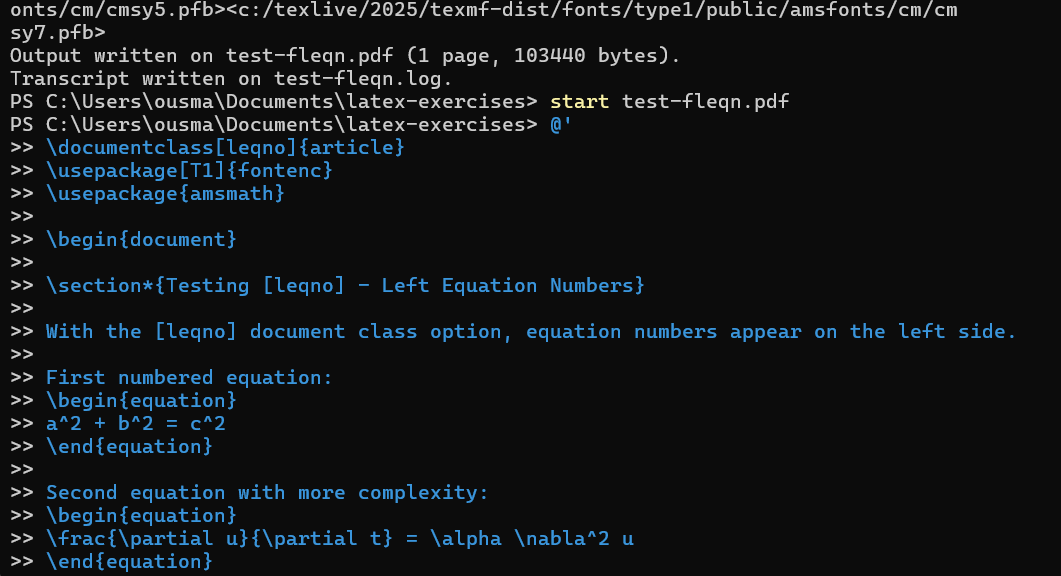 onts/cm/cmsy5.pfb><c:/texlive/2025/texmf-dist/fonts/type1/public/amsfonts/cm/cm
sy7.pfb>
Output written on test-fleqn.pdf (1 page, 103440 bytes).
Transcript written on test-fleqn.log.
PS C:\Users\ousma\Documents\latex-exercises> start test-fleqn.pdf
PS C:\Users\ousma\Documents\latex-exercises> @'
>> \documentclass[leqno]{article}
>> \usepackage[T1]{fontenc}
>> \usepackage{amsmath}
>>
>> \begin{document}
>>
>> \section*{Testing [leqno] - Left Equation Numbers}
>>
>> With the [leqno] document class option, equation numbers appear on the left side.
>>
>> First numbered equation:
>> \begin{equation}
>> a^2 + b^2 = c^2
>> \end{equation}
>>
>> Second equation with more complexity:
>> \begin{equation}
>> \frac{\partial u}{\partial t} = \alpha \nabla^2 u
>> \end{equation}